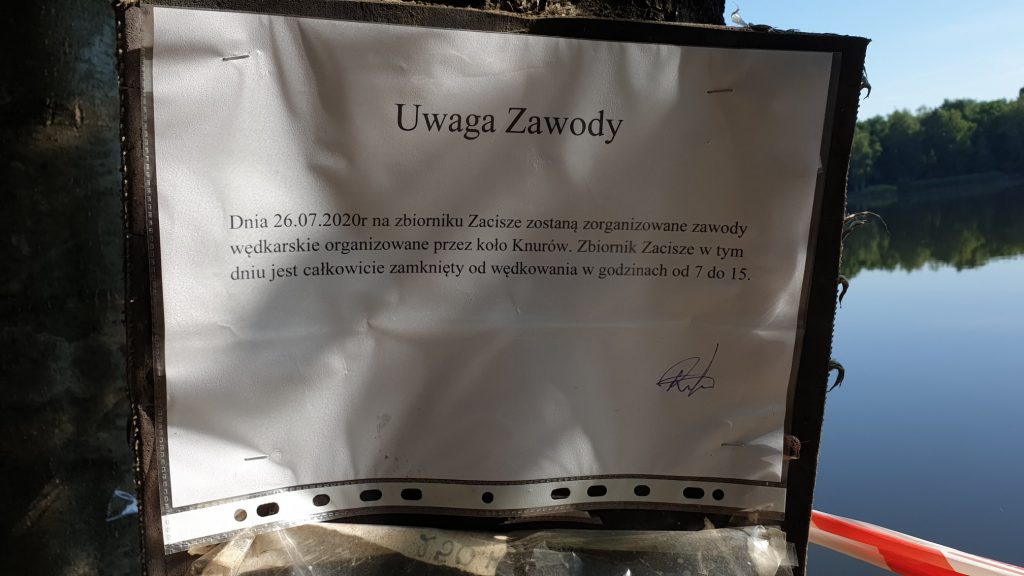 Uwaga Zawody
Dnia 26.07.2020r na zbiorniku Zacisze zostaną zorganizowane zawody
wędkarskie organizowane przez koło Knurów. Zbiornik Zacisze w tym
dniu jest całkowicie zamknięty od wędkowania w godzinach od 7 do 15.